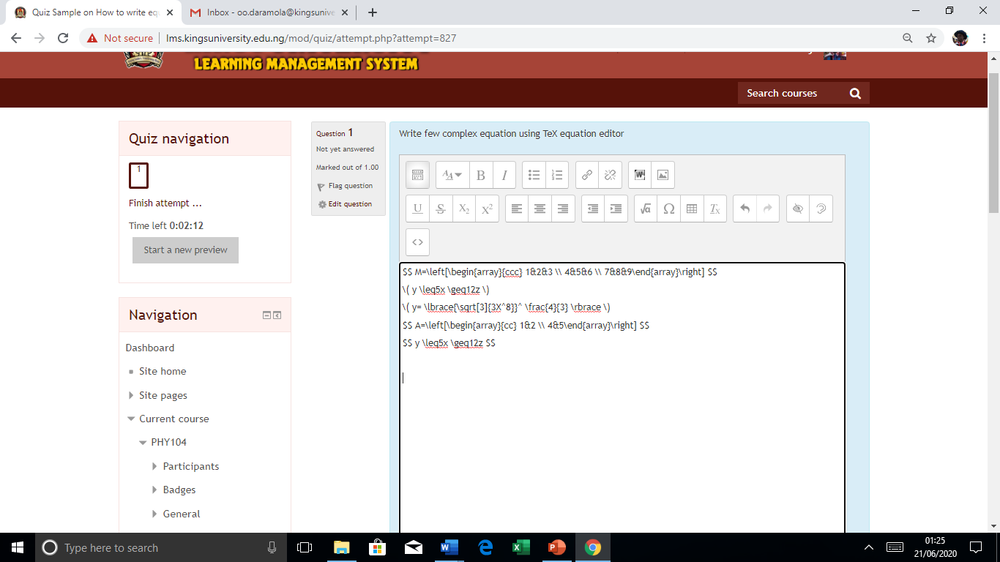 Quiz Sample on How to write equ
Inbox - oo.daramola@kingsunive
Not secure
lms.kingsuniversity.edu.ng/mod/quiz/attempt.php?attempt=827
LEARNING MANAGEMENT SYSTEM
Search courses
Quiz navigation
1
Finish attempt ...
Time left 0:02:12
Start a new preview
Navigation
Dashboard
Site home
Site pages
Current course
PHY104
Participants
Badges
General
Question 1
Not yet answered
Marked out of 1.00
Flag question
Edit question
Write few complex equation using TeX equation editor
$$ M=\left[\begin{array}{ccc} 1&2&3 \\ 4&5&6 \\ 7&8&9\end{array}\right] $$
\( y \leq5x \geq12z \)
\( y= \lbrace{\sqrt[3]{3X^8}}^ \frac{4}{3} \rbrace \)
$$ A=\left[\begin{array}{cc} 1&2 \\ 4&5\end{array}\right] $$
$$ y \leq5x \geq12z $$
Type here to search
01:25
21/06/2020